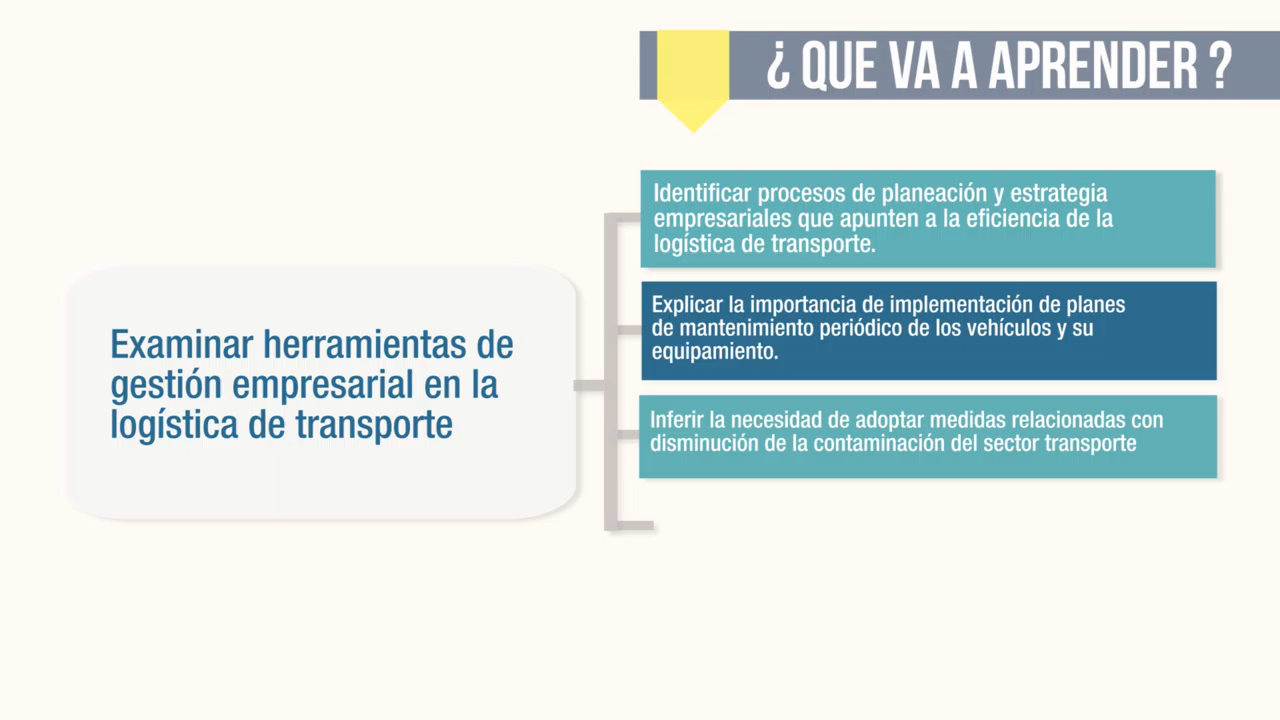 ¿ QUE VA A APRENDER ?
Identificar procesos de planeación y estrategia
empresariales que apunten a la eficiencia de la
logística de transporte.
Explicar la importancia de implementación de planes
de mantenimiento periódico de los vehículos y su
equipamiento.
Examinar herramientas de
gestión empresarial en la
logística de transporte
Inferir la necesidad de adoptar medidas relacionadas con
disminución de la contaminación del sector transporte